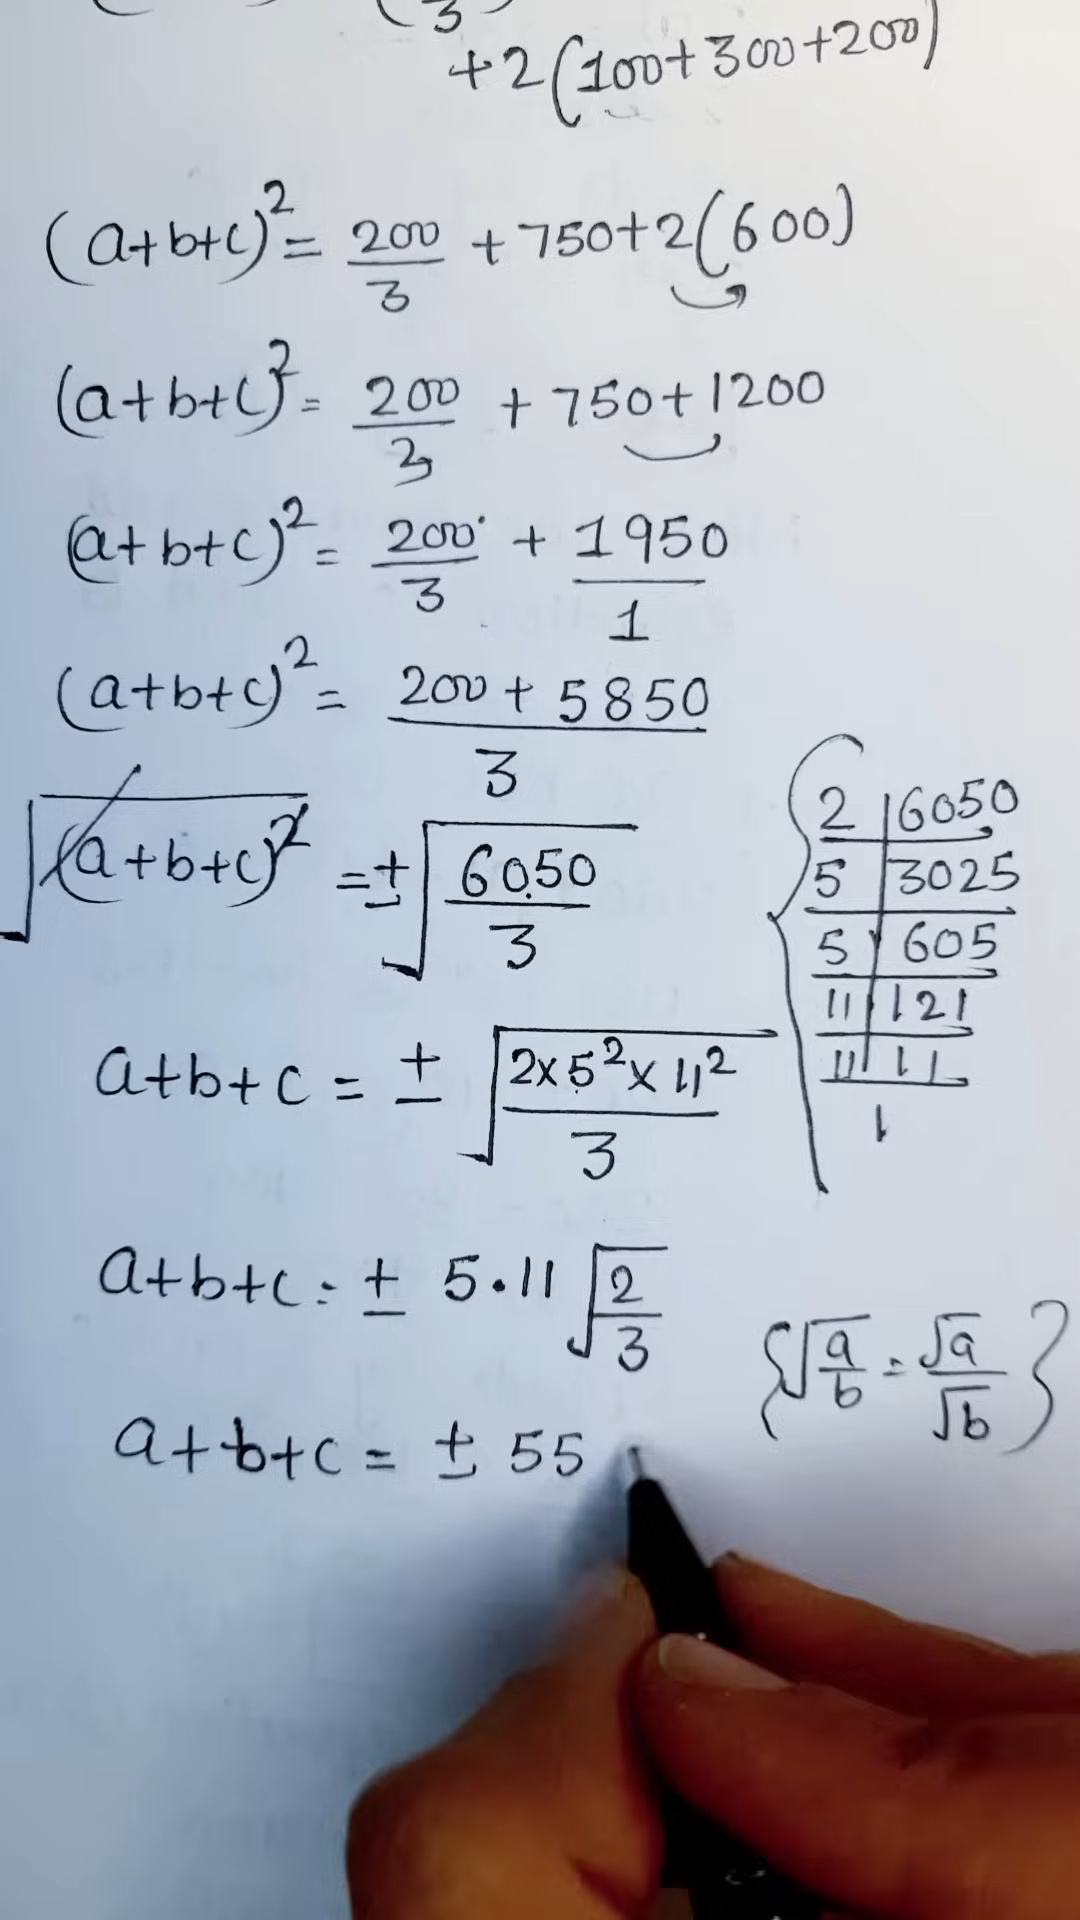 3
+2(100+300+200)
(a+b+c)²= 200/3 +750+2(600)
(a+b+c)²= 200/3 +750+1200
(a+b+c)²= 200/3 + 1950/1
(a+b+c)²= (200+5850)/3
√(a+b+c)² =± √(6050/3)
2|6050
5|3025
5|605
11|121
11|11
1
a+b+c = ± √((2×5²×11²)/3)
a+b+c = ± 5·11 √(2/3)
{√(a/b) = √a/√b}
a+b+c = ± 55